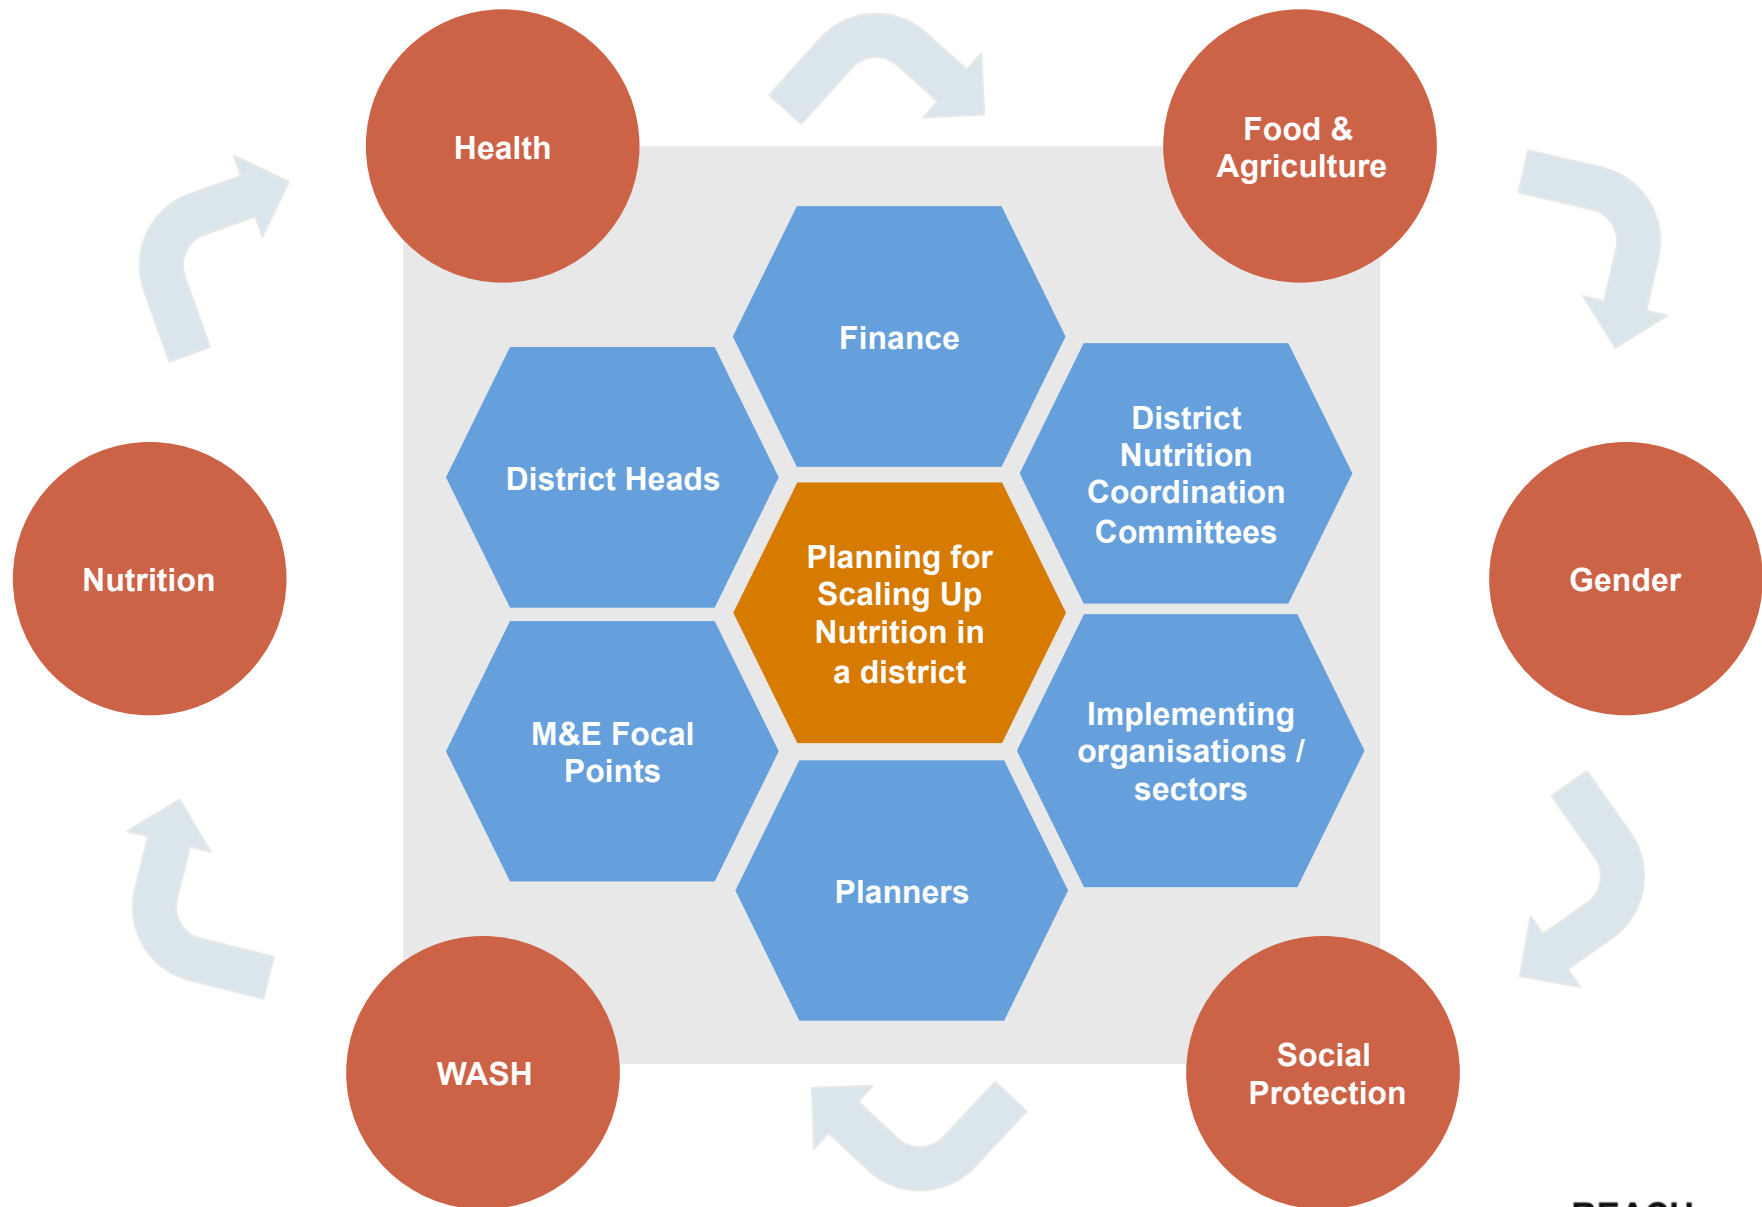 Health
Food &
Agriculture
Finance
District Heads
District
Nutrition
Coordination
Committees
Nutrition
Planning for
Scaling Up
Nutrition in
a district
Gender
M&E Focal
Points
Implementing
organisations /
sectors
Planners
WASH
Social
Protection
REACH